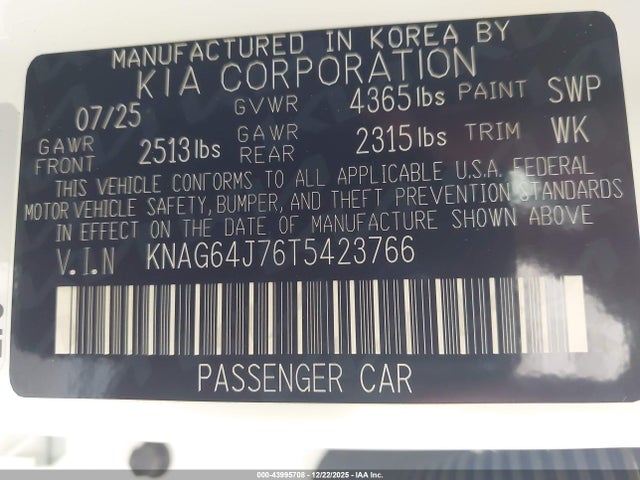 MANUFACTURED IN KOREA BY
KIA CORPORATION
07/25 GVWR 4365 lbs PAINT SWP
GAWR FRONT 2513 lbs GAWR REAR 2315 lbs TRIM WK
THIS VEHICLE CONFORMS TO ALL APPLICABLE U.S.A. FEDERAL
MOTOR VEHICLE SAFETY, BUMPER, AND THEFT PREVENTION STANDARDS
IN EFFECT ON THE DATE OF MANUFACTURE SHOWN ABOVE
V.I.N KNAG64J76T5423766
PASSENGER CAR
000-43995708 - 12/22/2025 - IAA Inc.